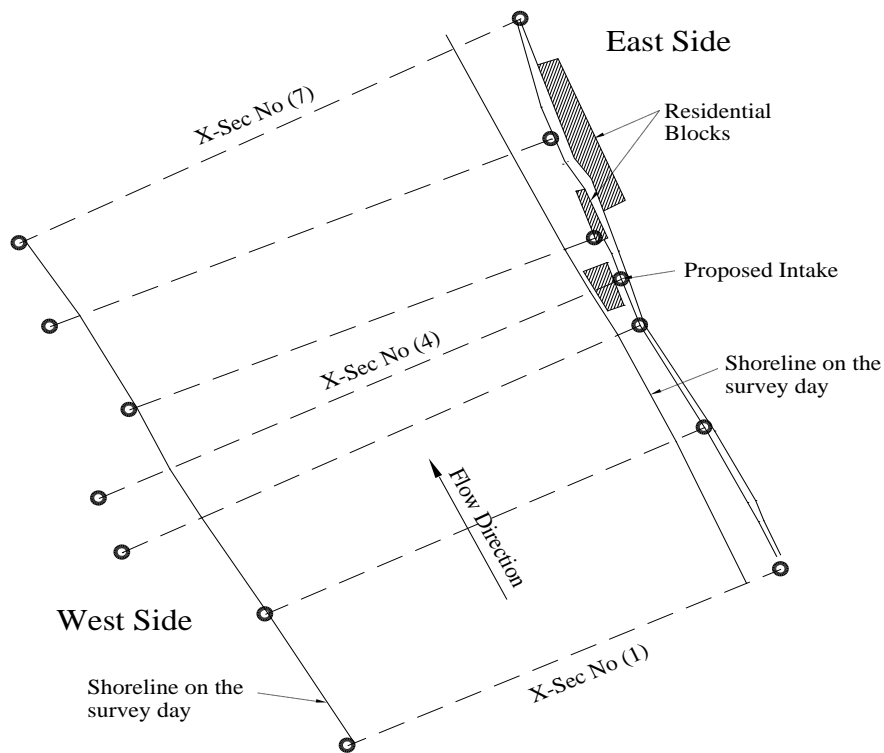 East Side
X-Sec No (7)
Residential
Blocks
Proposed Intake
X-Sec No (4)
Shoreline on the
survey day
Flow Direction
West Side
X-Sec No (1)
Shoreline on the
survey day